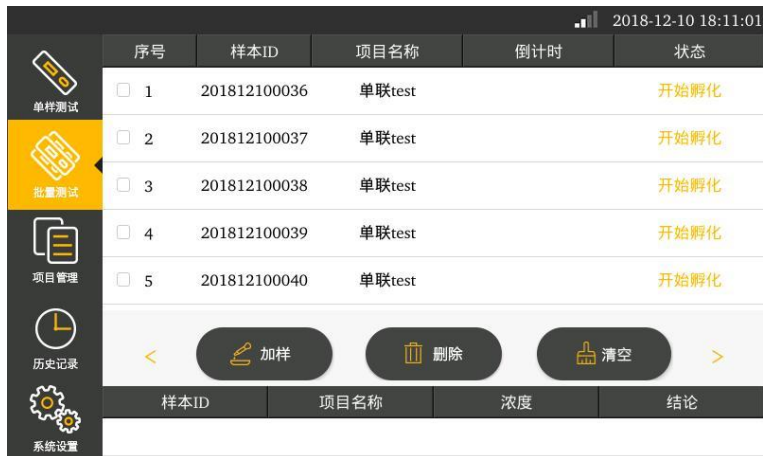 2018-12-10 18:11:01
序号 样本ID 项目名称 倒计时 状态
1 201812100036 单联test 开始孵化
单样测试
2 201812100037 单联test 开始孵化
3 201812100038 单联test 开始孵化
批量测试
4 201812100039 单联test 开始孵化
5 201812100040 单联test 开始孵化
项目管理
< 加样 删除 清空 >
历史记录
样本ID 项目名称 浓度 结论
系统设置